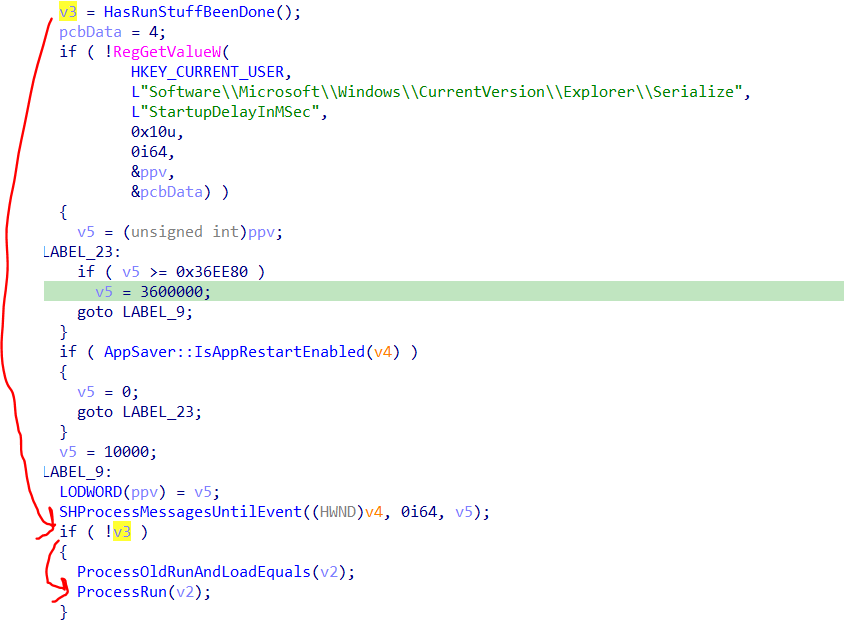 v3 = HasRunStuffBeenDone();
pcbData = 4;
if ( !RegGetValueW(
HKEY_CURRENT_USER,
L"Software\\Microsoft\\Windows\\CurrentVersion\\Explorer\\Serialize",
L"StartupDelayInMSec",
0x10u,
0i64,
&ppv,
&pcbData) )
{
v5 = (unsigned int)ppv;
LABEL_23:
if ( v5 >= 0x36EE80 )
v5 = 3600000;
goto LABEL_9;
}
if ( AppSaver::IsAppRestartEnabled(v4) )
{
v5 = 0;
goto LABEL_23;
}
v5 = 10000;
LABEL_9:
LODWORD(ppv) = v5;
SHProcessMessagesUntilEvent((HWND)v4, 0i64, v5);
if ( !v3 )
{
ProcessOldRunAndLoadEquals(v2);
ProcessRun(v2);
}